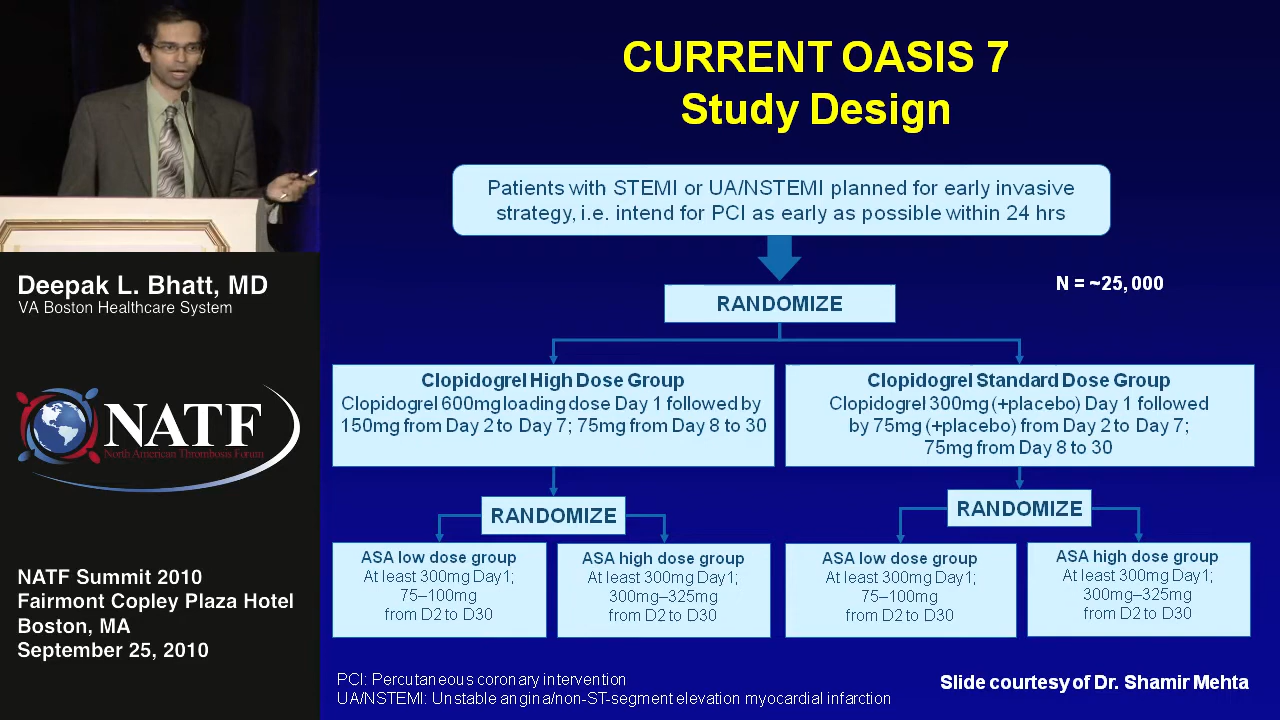 CURRENT OASIS 7
Study Design
Patients with STEMI or UA/NSTEMI planned for early invasive
strategy, i.e. intend for PCI as early as possible within 24 hrs
N = ~25,000
RANDOMIZE
Clopidogrel High Dose Group
Clopidogrel 600mg loading dose Day 1 followed by
150mg from Day 2 to Day 7; 75mg from Day 8 to 30
Clopidogrel Standard Dose Group
Clopidogrel 300mg (+placebo) Day 1 followed
by 75mg (+placebo) from Day 2 to Day 7;
75mg from Day 8 to 30
RANDOMIZE
RANDOMIZE
ASA low dose group
At least 300mg Day1;
75–100mg
from D2 to D30
ASA high dose group
At least 300mg Day1;
300mg–325mg
from D2 to D30
ASA low dose group
At least 300mg Day1;
75–100mg
from D2 to D30
ASA high dose group
At least 300mg Day1;
300mg–325mg
from D2 to D30
PCI: Percutaneous coronary intervention
UA/NSTEMI: Unstable angina/non-ST-segment elevation myocardial infarction
Slide courtesy of Dr. Shamir Mehta
Deepak L. Bhatt, MD
VA Boston Healthcare System
NATF
North American Thrombosis Forum
NATF Summit 2010
Fairmont Copley Plaza Hotel
Boston, MA
September 25, 2010